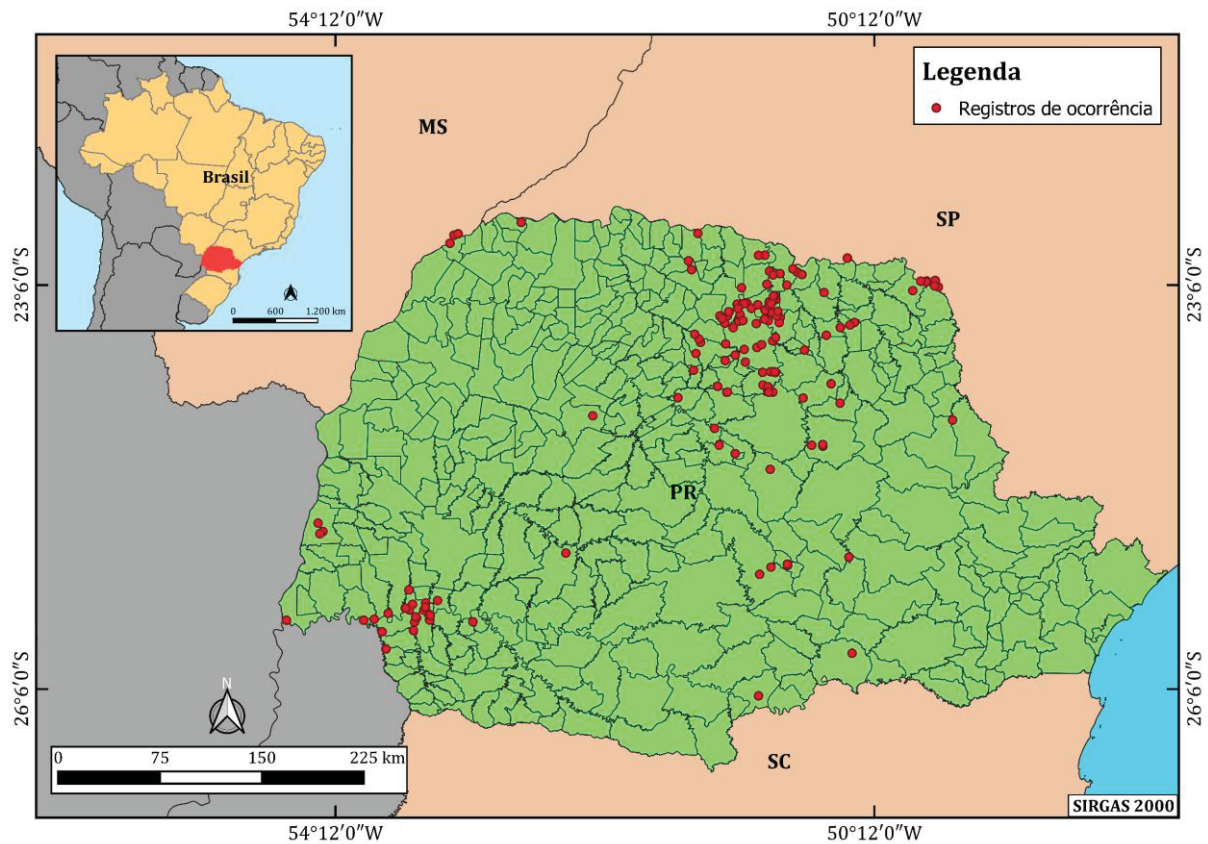 54°12′0″W
50°12′0″W
Legenda
Registros de ocorrência
MS
Brasil
SP
0 600 1.200 km
23°6′0″S
23°6′0″S
PR
26°6′0″S
26°6′0″S
N
0 75 150 225 km
SC
SIRGAS 2000
54°12′0″W
50°12′0″W